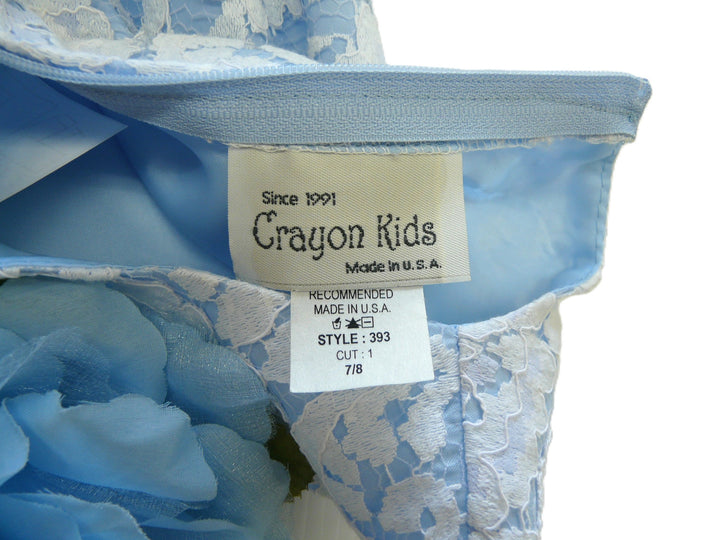 Since 1991
Crayon Kids
Made in U.S.A.
RECOMMENDED
MADE IN U.S.A.
STYLE : 393
CUT : 1
7/8